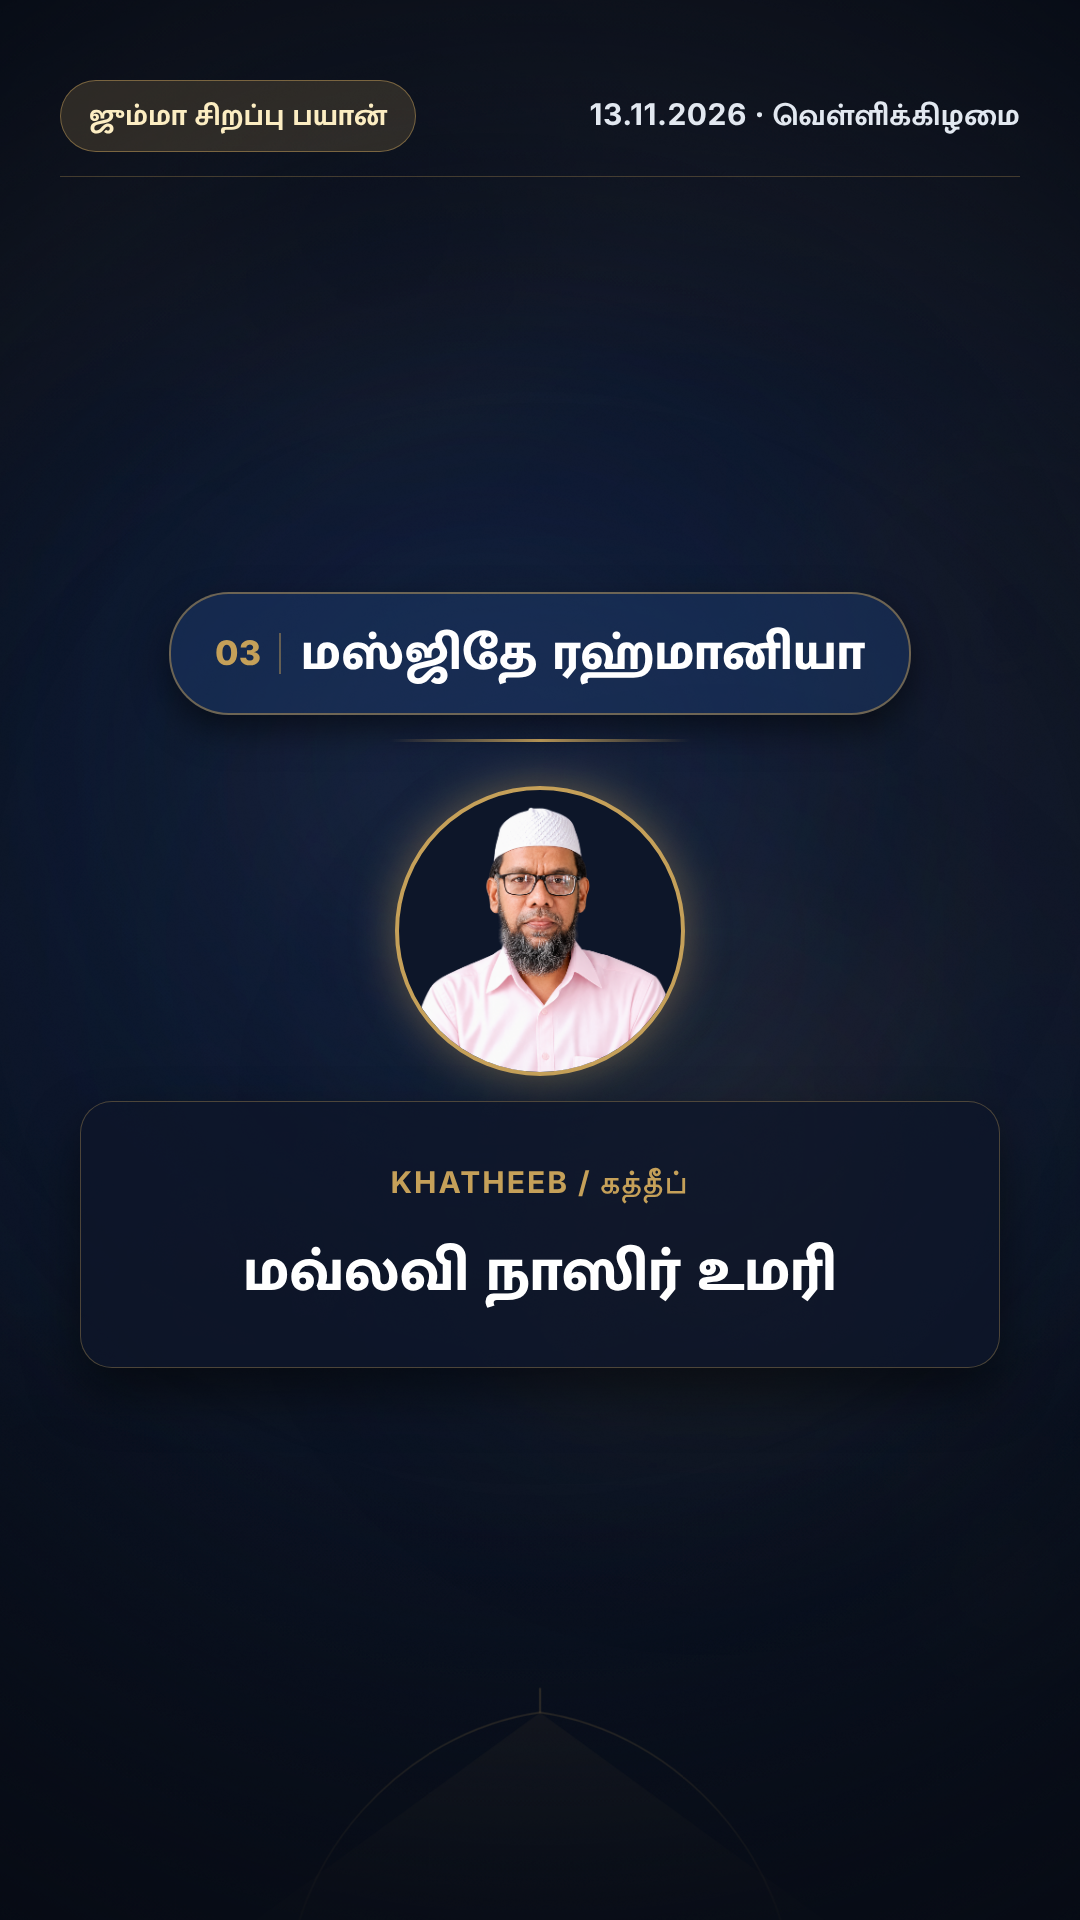 ஜும்மா சிறப்பு பயான்
13.11.2026 · வெள்ளிக்கிழமை
03 மஸ்ஜிதே ரஹ்மானியா
KHATHEEB / கத்தீப்
மவ்லவி நாஸிர் உமரி